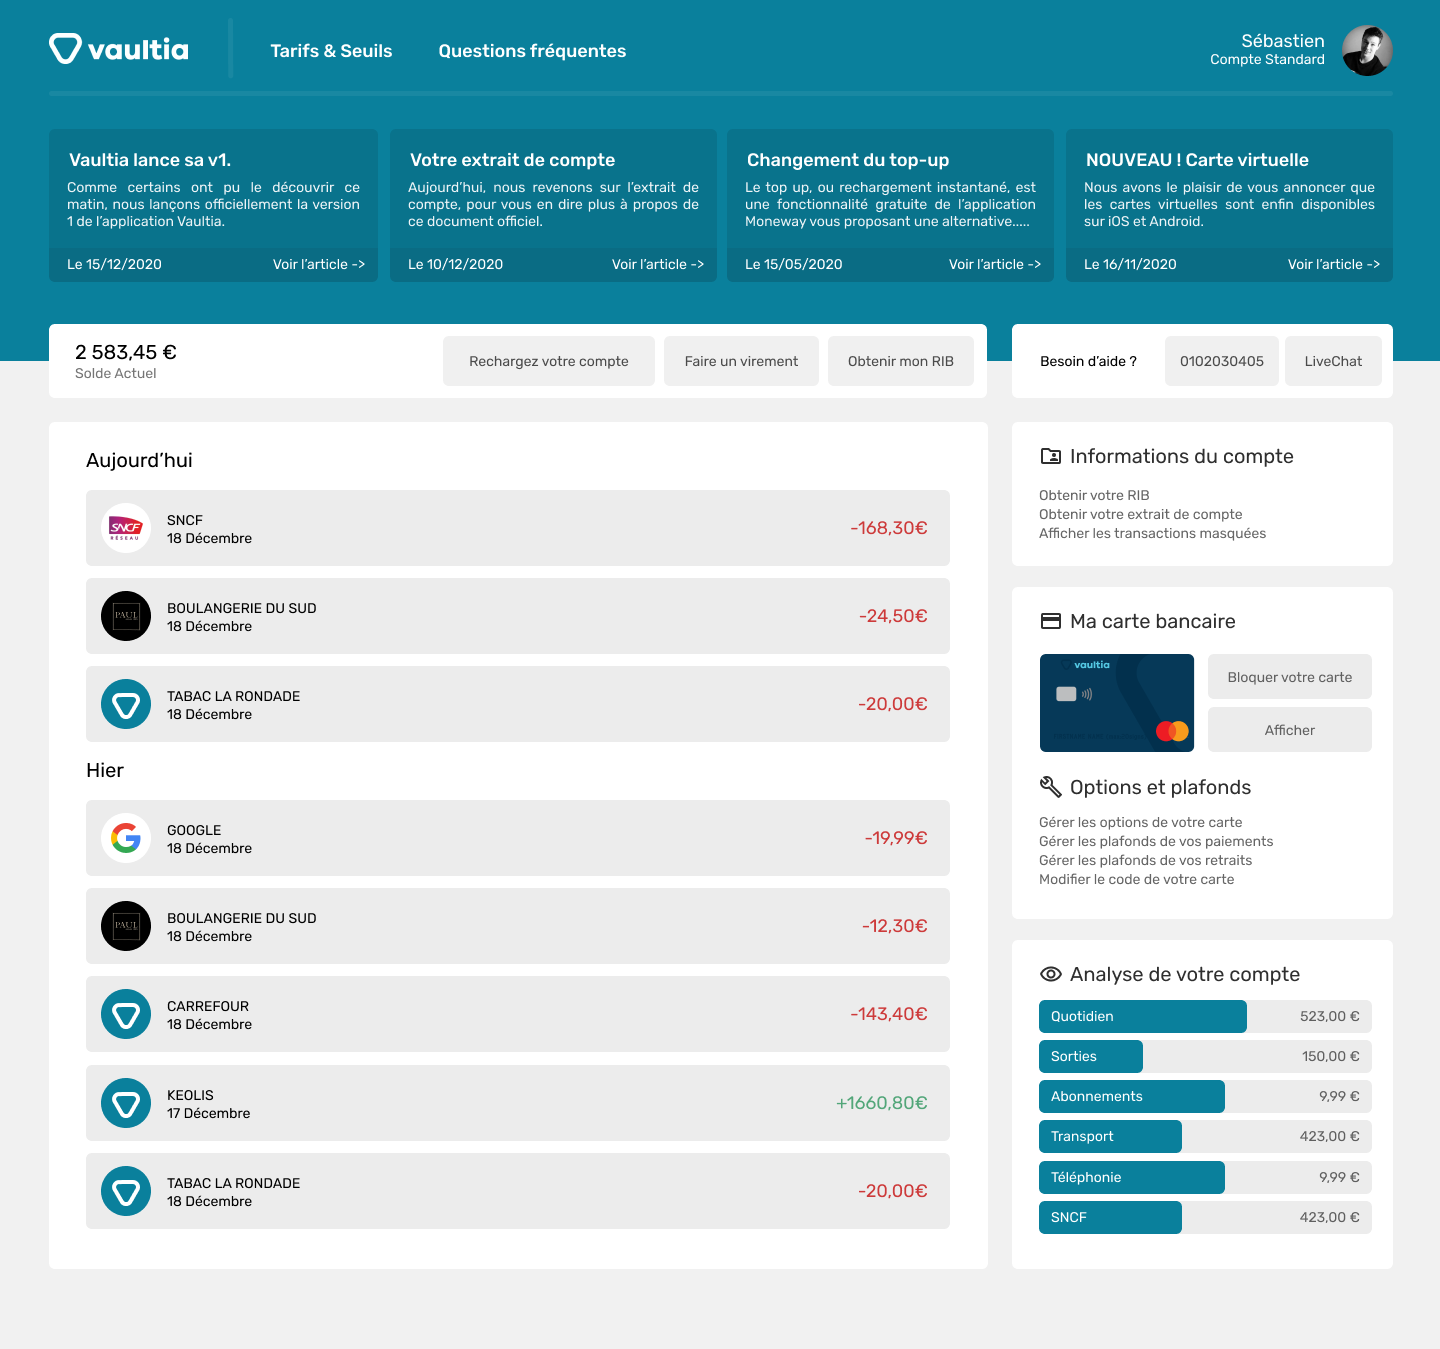 vaultia
Tarifs & Seuils
Questions fréquentes
Sébastien
Compte Standard
Vaultia lance sa v1.
Comme certains ont pu le découvrir ce
matin, nous lançons officiellement la version
1 de l’application Vaultia.
Le 15/12/2020
Voir l’article ->
Votre extrait de compte
Aujourd’hui, nous revenons sur l’extrait de
compte, pour vous en dire plus à propos de
ce document officiel.
Le 10/12/2020
Voir l’article ->
Changement du top-up
Le top up, ou rechargement instantané, est
une fonctionnalité gratuite de l’application
Moneway vous proposant une alternative.....
Le 15/05/2020
Voir l’article ->
NOUVEAU ! Carte virtuelle
Nous avons le plaisir de vous annoncer que
les cartes virtuelles sont enfin disponibles
sur iOS et Android.
Le 16/11/2020
Voir l’article ->
2 583,45 €
Solde Actuel
Rechargez votre compte
Faire un virement
Obtenir mon RIB
Besoin d’aide ?
0102030405
LiveChat
Aujourd’hui
SNCF
RÉSEAU
SNCF
18 Décembre
-168,30€
PAUL
BOULANGERIE DU SUD
18 Décembre
-24,50€
TABAC LA RONDADE
18 Décembre
-20,00€
Hier
GOOGLE
18 Décembre
-19,99€
PAUL
BOULANGERIE DU SUD
18 Décembre
-12,30€
CARREFOUR
18 Décembre
-143,40€
KEOLIS
17 Décembre
+1660,80€
TABAC LA RONDADE
18 Décembre
-20,00€
Informations du compte
Obtenir votre RIB
Obtenir votre extrait de compte
Afficher les transactions masquées
Ma carte bancaire
vaultia
Bloquer votre carte
Afficher
Options et plafonds
Gérer les options de votre carte
Gérer les plafonds de vos paiements
Gérer les plafonds de vos retraits
Modifier le code de votre carte
Analyse de votre compte
Quotidien
523,00 €
Sorties
150,00 €
Abonnements
9,99 €
Transport
423,00 €
Téléphonie
9,99 €
SNCF
423,00 €